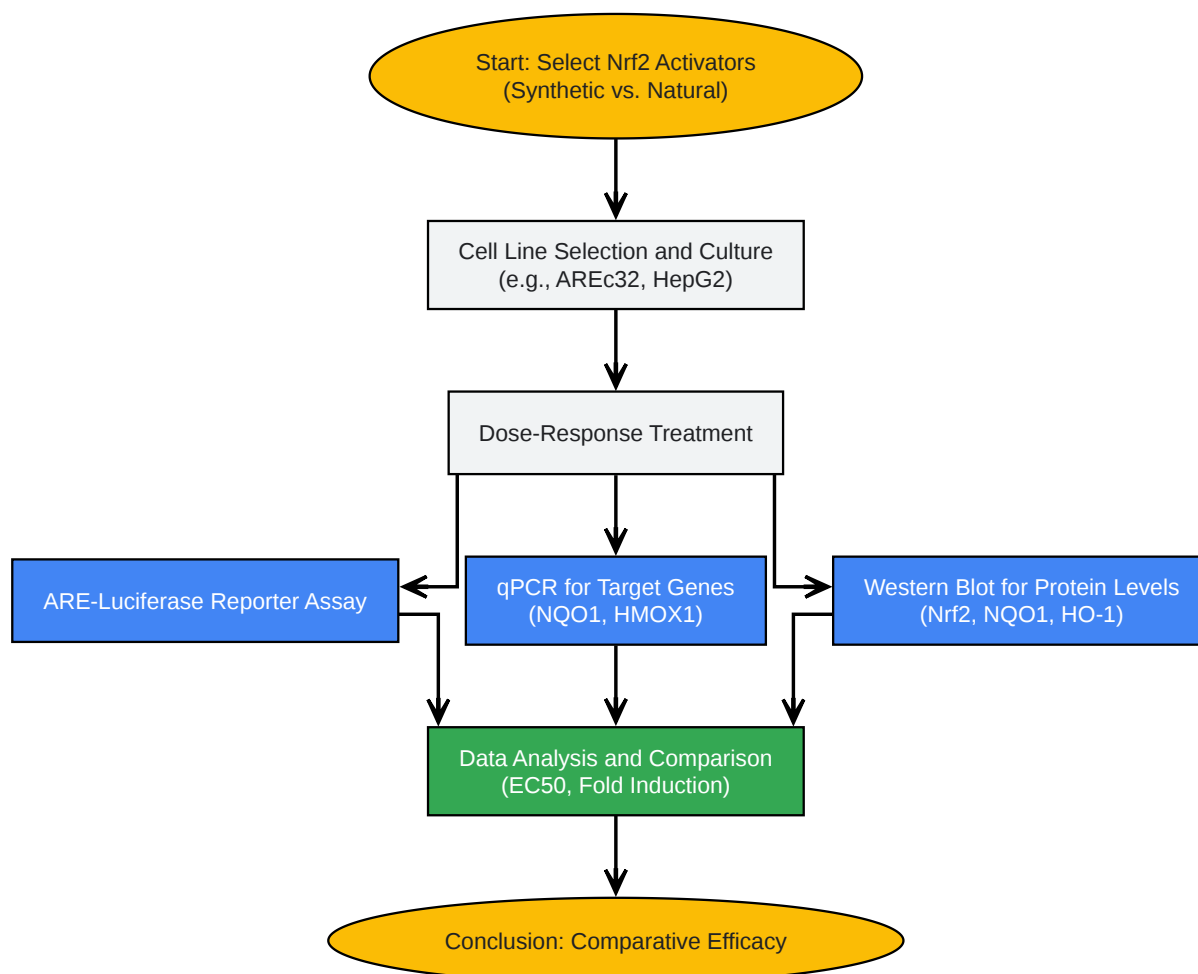 Start: Select Nrf2 Activators
(Synthetic vs. Natural)
Cell Line Selection and Culture
(e.g., AREc32, HepG2)
Dose-Response Treatment
ARE-Luciferase Reporter Assay
qPCR for Target Genes
(NQO1, HMOX1)
Western Blot for Protein Levels
(Nrf2, NQO1, HO-1)
Data Analysis and Comparison
(EC50, Fold Induction)
Conclusion: Comparative Efficacy